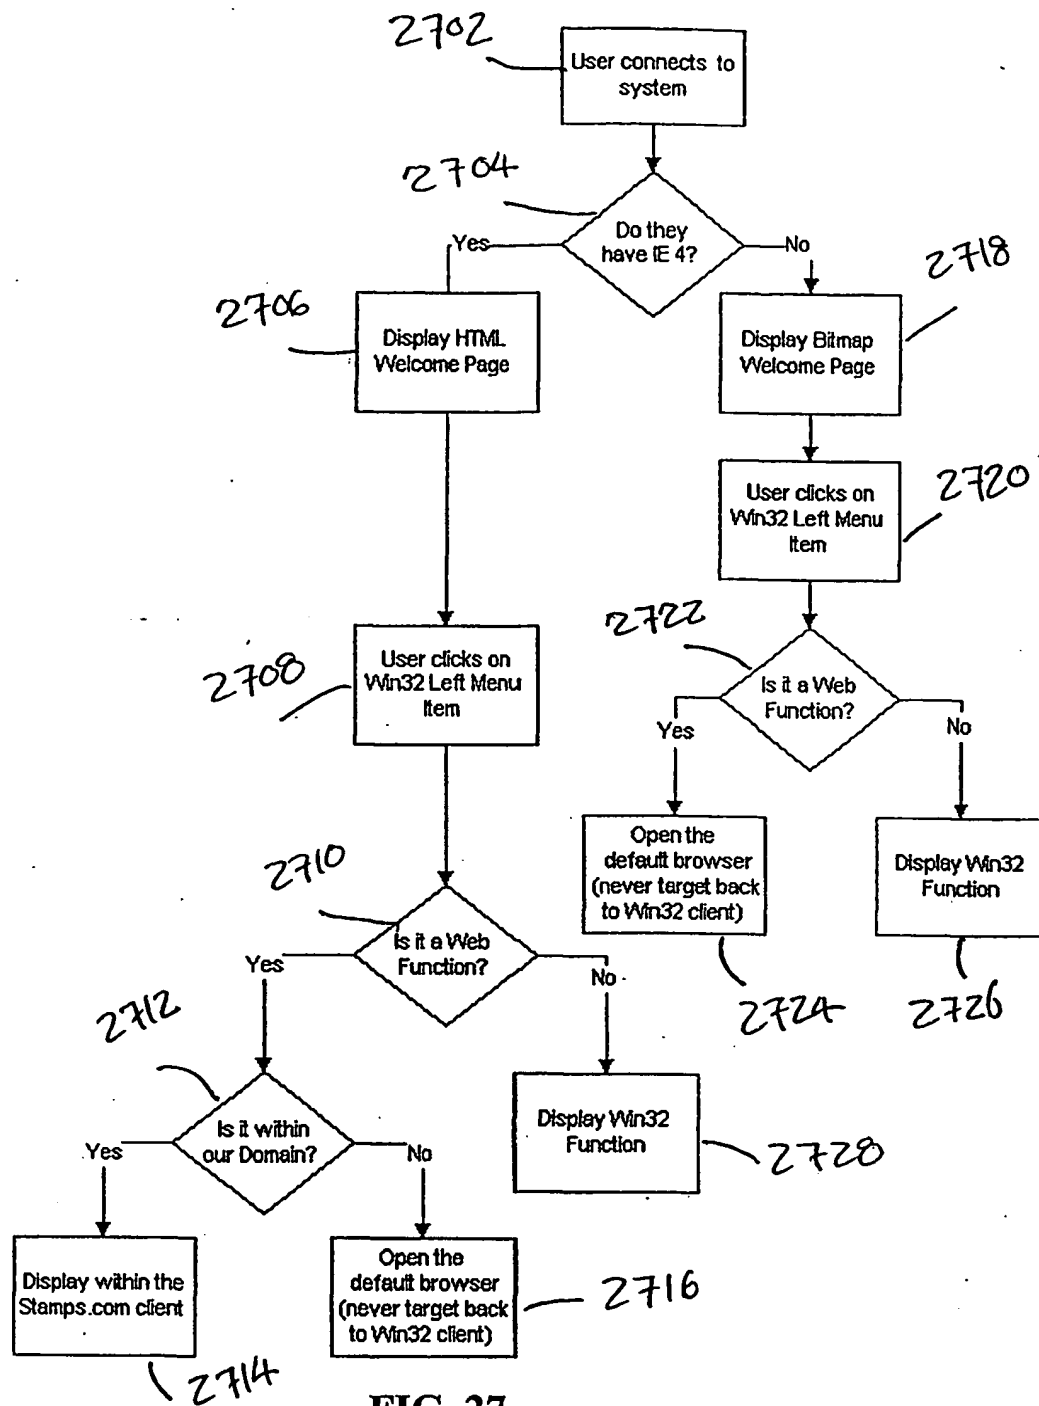 2702
User connects to
system
2704
Do they
have IE 4?
Yes
No
2706
2718
Display HTML
Welcome Page
Display Bitmap
Welcome Page
User clicks on
Win32 Left Menu
Item
2720
2722
2708
User clicks on
Win32 Left Menu
Item
Is it a Web
Function?
Yes
No
Open the
default browser
(never target back
to Win32 client)
Display Win32
Function
2710
Is it a Web
Function?
Yes
No
2724
2726
2712
Is it within
our Domain?
Yes
No
Display Win32
Function
2728
Display within the
Stamps.com client
Open the
default browser
(never target back
to Win32 client)
2716
2714
FIG. 27